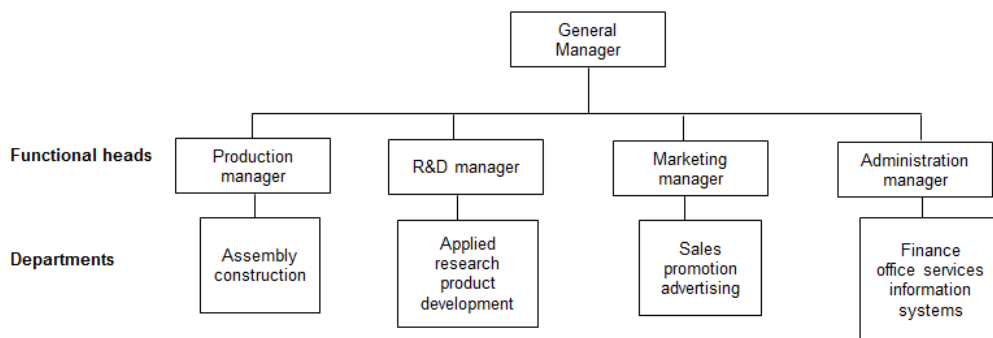 General
Manager
Functional heads
Production
manager
R&D manager
Marketing
manager
Administration
manager
Departments
Assembly
construction
Applied
research
product
development
Sales
promotion
advertising
Finance
office services
information
systems